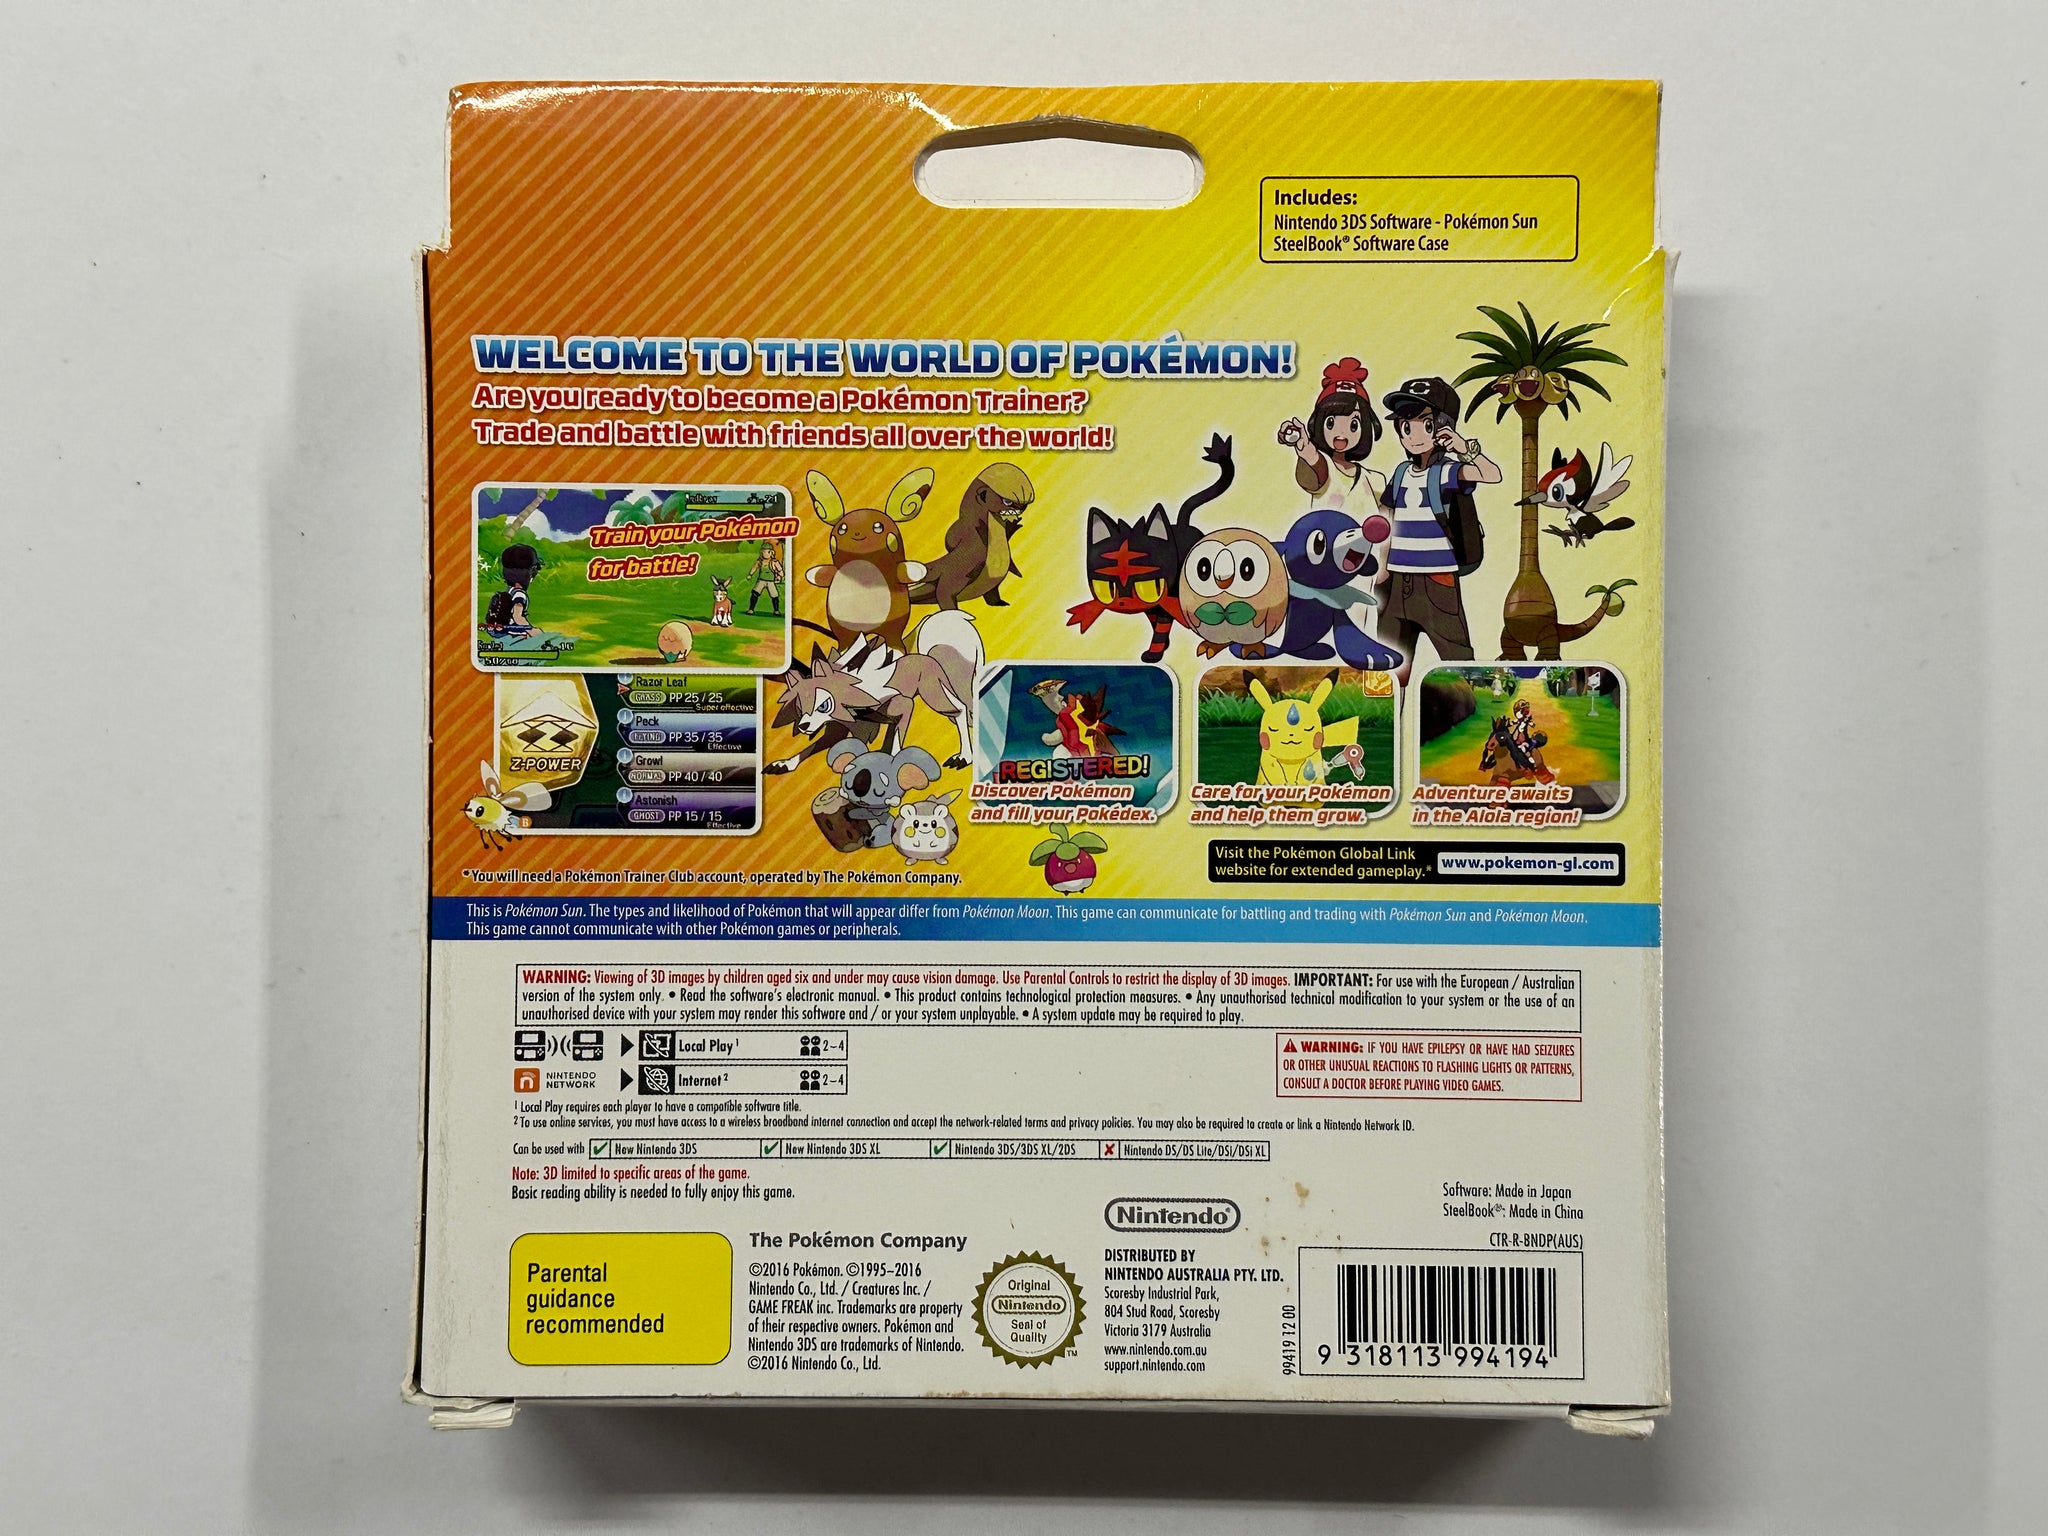 Includes:
Nintendo 3DS Software - Pokémon Sun
SteelBook® Software Case
WELCOME TO THE WORLD OF POKÉMON!
Are you ready to become a Pokémon Trainer?
Trade and battle with friends all over the world!
Train your Pokémon
for battle!
Razor Leaf
GRASS PP 25/25
Super effective
Peck
FLYING PP 35/35
Effective
Growl
NORMAL PP 40/40
Astonish
GHOST PP 15/15
Effective
Z-POWER
REGISTERED!
Discover Pokémon
and fill your Pokédex.
Care for your Pokémon
and help them grow.
Adventure awaits
in the Alola region!
Visit the Pokémon Global Link
website for extended gameplay.*
www.pokemon-gl.com
*You will need a Pokémon Trainer Club account, operated by The Pokémon Company.
This is Pokémon Sun. The types and likelihood of Pokémon that will appear differ from Pokémon Moon. This game can communicate for battling and trading with Pokémon Sun and Pokémon Moon.
This game cannot communicate with other Pokémon games or peripherals.
WARNING: Viewing of 3D images by children aged six and under may cause vision damage. Use Parental Controls to restrict the display of 3D images. IMPORTANT: For use with the European / Australian
version of the system only. • Read the software's electronic manual. • This product contains technological protection measures. • Any unauthorised technical modification to your system or the use of an
unauthorised device with your system may render this software and / or your system unplayable. • A system update may be required to play.
Local Play¹ 2-4
NINTENDO
NETWORK
Internet² 2-4
WARNING: IF YOU HAVE EPILEPSY OR HAVE HAD SEIZURES
OR OTHER UNUSUAL REACTIONS TO FLASHING LIGHTS OR PATTERNS,
CONSULT A DOCTOR BEFORE PLAYING VIDEO GAMES.
¹ Local Play requires each player to have a compatible software title.
² To use online services, you must have access to a wireless broadband internet connection and accept the network-related terms and privacy policies. You may also be required to create or link a Nintendo Network ID.
Can be used with ✓ New Nintendo 3DS ✓ New Nintendo 3DS XL ✓ Nintendo 3DS/3DS XL/2DS ✗ Nintendo DS/DS Lite/DSi/DSi XL
Note: 3D limited to specific areas of the game.
Basic reading ability is needed to fully enjoy this game.
Software: Made in Japan
SteelBook®: Made in China
CTR-R-BNDP(AUS)
Parental
guidance
recommended
The Pokémon Company
©2016 Pokémon. ©1995–2016
Nintendo Co., Ltd. / Creatures Inc. /
GAME FREAK inc. Trademarks are property
of their respective owners. Pokémon and
Nintendo 3DS are trademarks of Nintendo.
©2016 Nintendo Co., Ltd.
Original
Nintendo
Seal of
Quality
TM
Nintendo®
DISTRIBUTED BY
NINTENDO AUSTRALIA PTY. LTD.
Scoresby Industrial Park,
804 Stud Road, Scoresby
Victoria 3179 Australia
www.nintendo.com.au
support.nintendo.com
99419 12 00
9 318113 994194